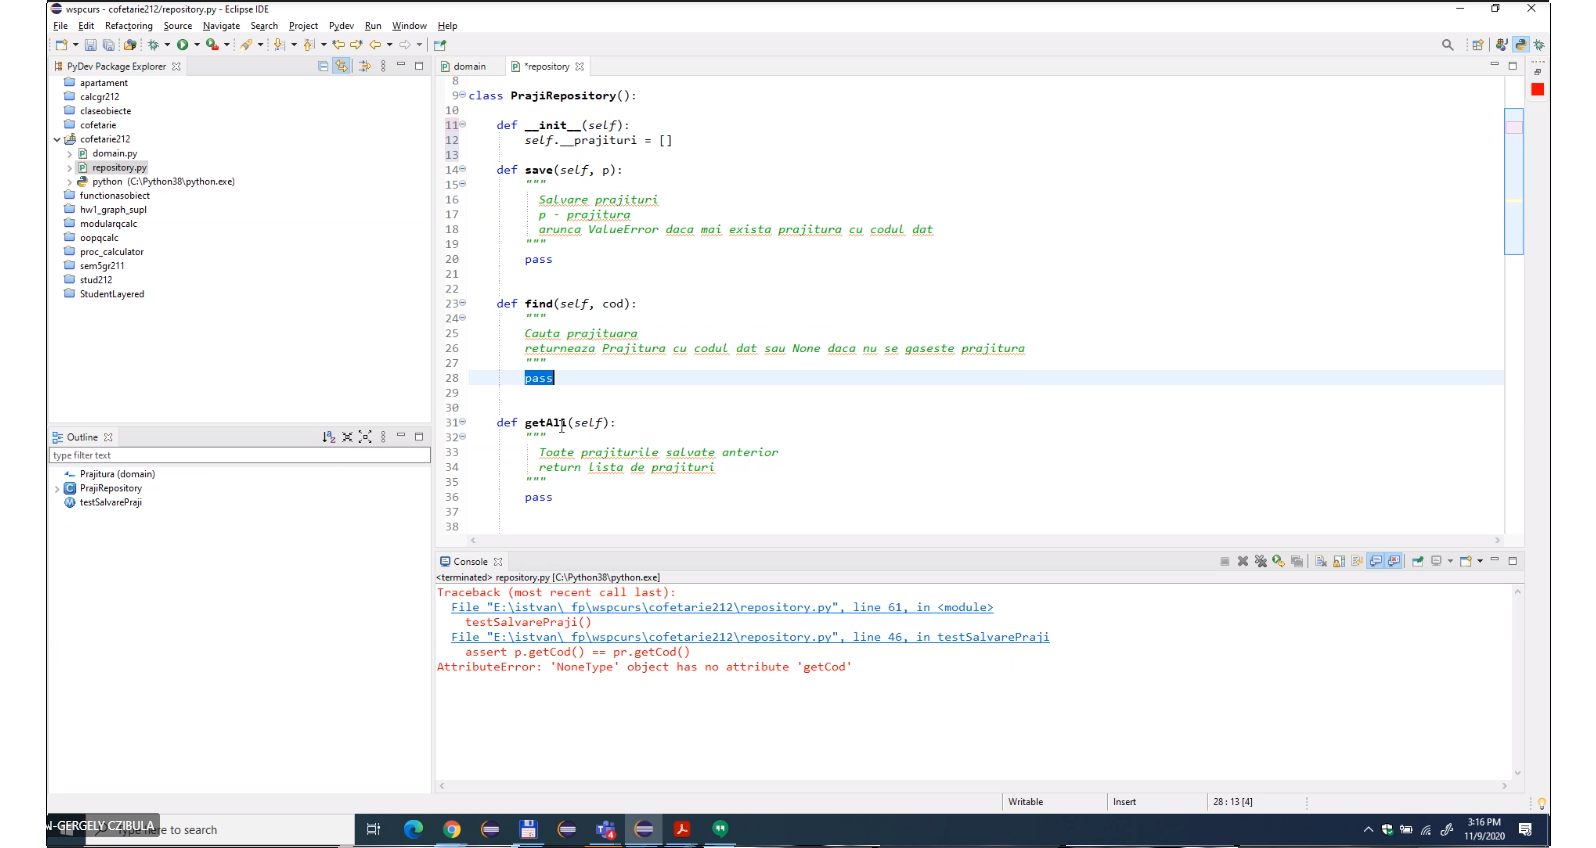 wspcurs - cofetarie212/repository.py - Eclipse IDE
File Edit Refactoring Source Navigate Search Project Pydev Run Window Help
PyDev Package Explorer
apartament
calcgr212
claseobiecte
cofetarie
cofetarie212
domain.py
repository.py
python (C:\Python38\python.exe)
functionasobiect
hw1_graph_supl
modularqcalc
oopqcalc
proc_calculator
sem5gr211
stud212
StudentLayered
Outline
type filter text
Prajitura (domain)
PrajiRepository
testSalvarePraji
domain *repository
8
9 class PrajiRepository():
10
11 def __init__(self):
12 self.__prajituri = []
13
14 def save(self, p):
15 """
16 Salvare prajituri
17 p - prajitura
18 arunca ValueError daca mai exista prajitura cu codul dat
19 """
20 pass
21
22
23 def find(self, cod):
24 """
25 Cauta prajituara
26 returneaza Prajitura cu codul dat sau None daca nu se gaseste prajitura
27 """
28 pass
29
30
31 def getAll(self):
32 """
33 Toate prajiturile salvate anterior
34 return lista de prajituri
35 """
36 pass
37
38
Console
<terminated> repository.py [C:\Python38\python.exe]
Traceback (most recent call last):
File "E:\istvan\_fp\wspcurs\cofetarie212\repository.py", line 61, in <module>
testSalvarePraji()
File "E:\istvan\_fp\wspcurs\cofetarie212\repository.py", line 46, in testSalvarePraji
assert p.getCod() == pr.getCod()
AttributeError: 'NoneType' object has no attribute 'getCod'
Writable Insert 28 : 13 [4]
N-GERGELY CZIBULA
here to search
3:16 PM
11/9/2020